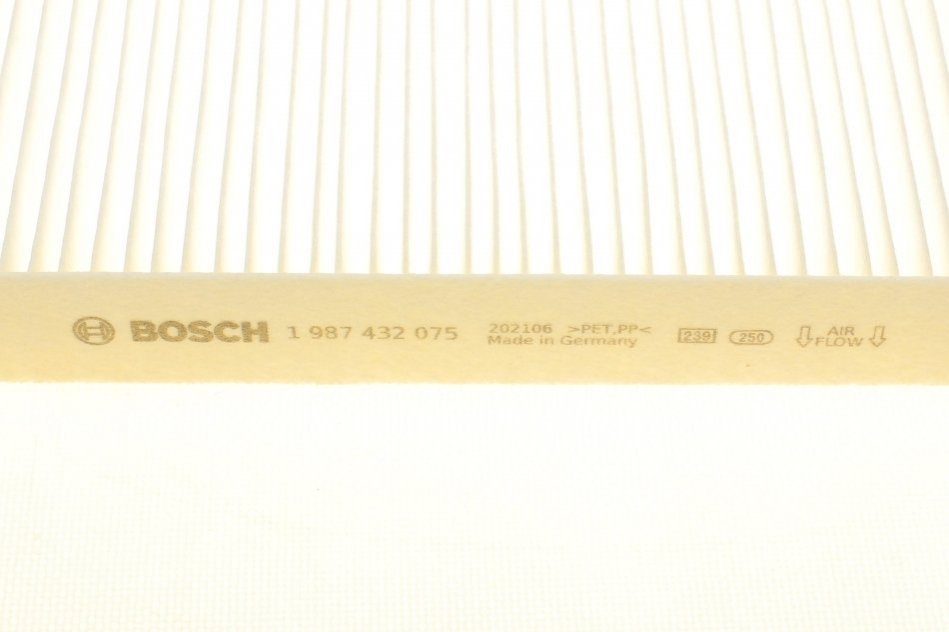 BOSCH 1 987 432 075
202106 >PET,PP<
Made in Germany
239 250
AIR
FLOW